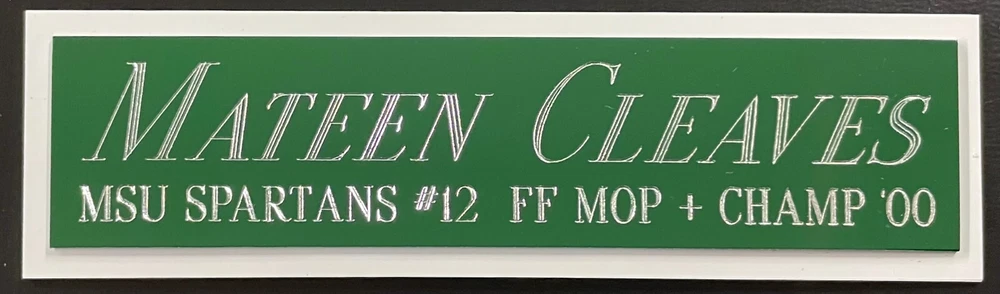 MATEEN CLEAVES
MSU SPARTANS #12 FF MOP + CHAMP '00